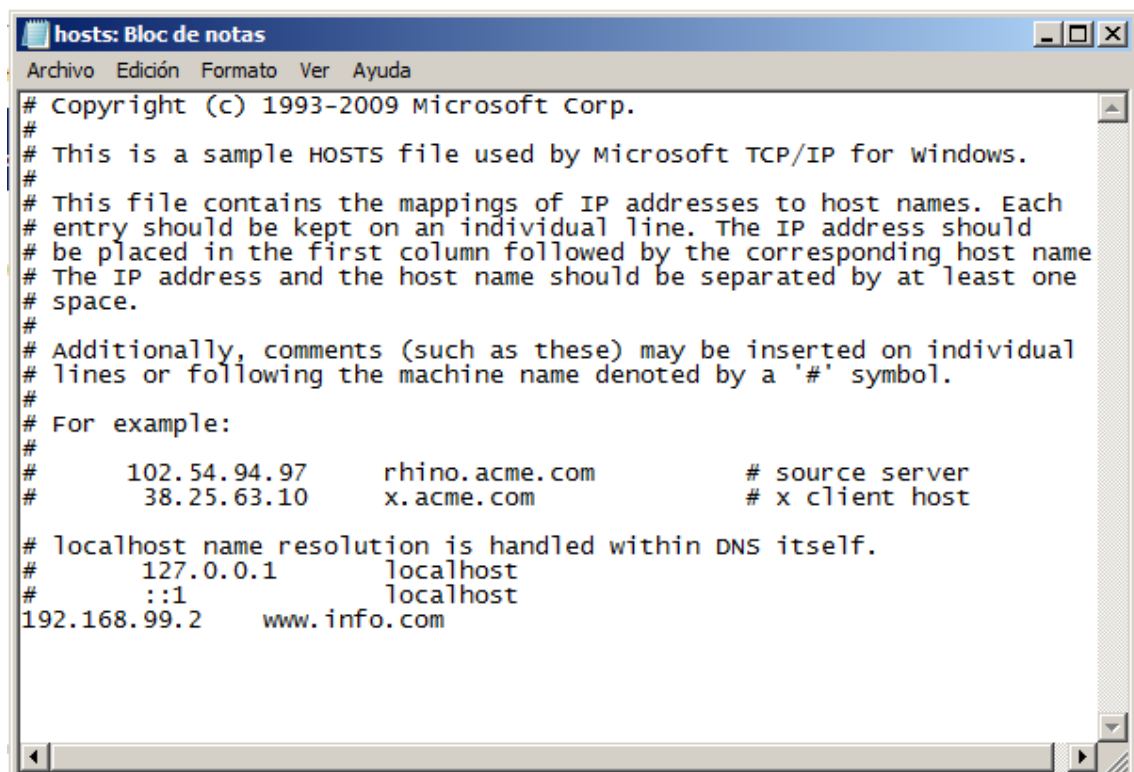 hosts: Bloc de notas
Archivo Edición Formato Ver Ayuda
# Copyright (c) 1993-2009 Microsoft Corp.
#
# This is a sample HOSTS file used by Microsoft TCP/IP for Windows.
#
# This file contains the mappings of IP addresses to host names. Each
# entry should be kept on an individual line. The IP address should
# be placed in the first column followed by the corresponding host name
# The IP address and the host name should be separated by at least one
# space.
#
# Additionally, comments (such as these) may be inserted on individual
# lines or following the machine name denoted by a '#' symbol.
#
# For example:
#
#      102.54.94.97     rhino.acme.com          # source server
#       38.25.63.10     x.acme.com              # x client host

# localhost name resolution is handled within DNS itself.
#       127.0.0.1       localhost
#       ::1             localhost
192.168.99.2    www.info.com